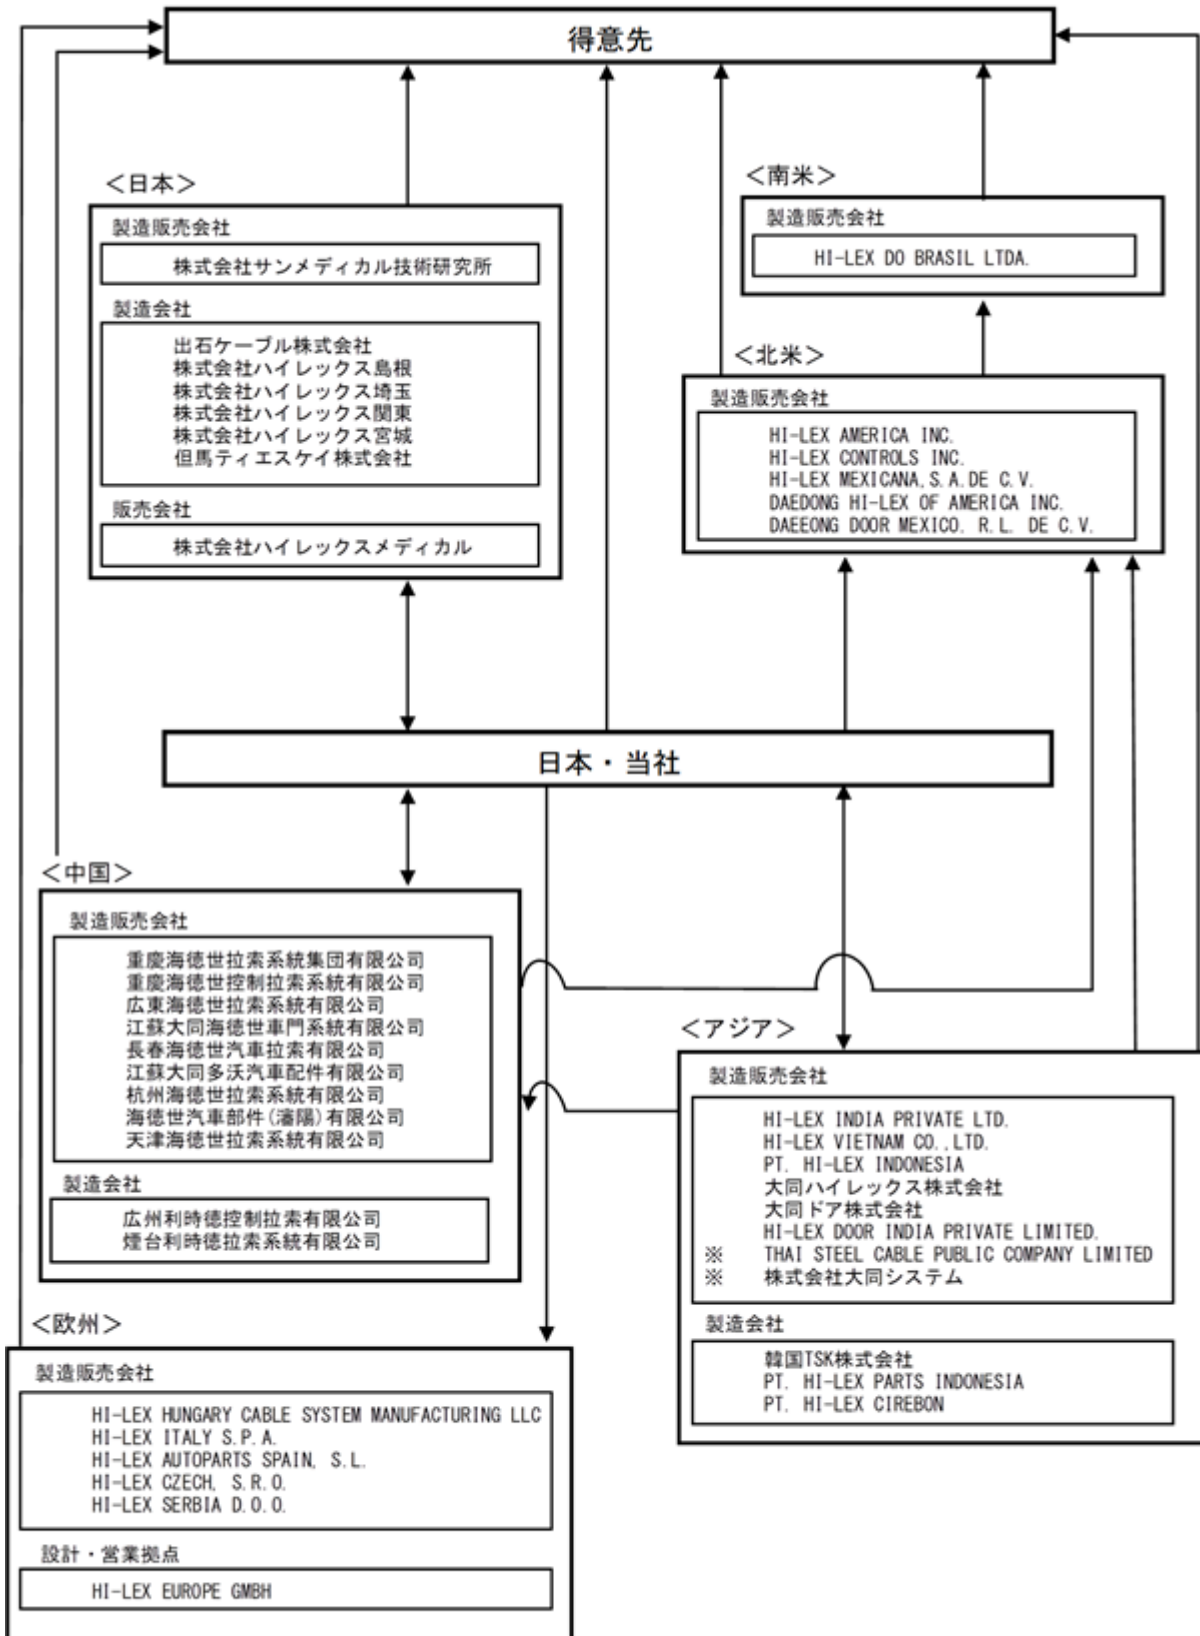 得意先
＜日本＞
製造販売会社
株式会社サンメディカル技術研究所
製造会社
出石ケーブル株式会社
株式会社ハイレックス島根
株式会社ハイレックス埼玉
株式会社ハイレックス関東
株式会社ハイレックス宮城
但馬ティエスケイ株式会社
販売会社
株式会社ハイレックスメディカル
＜南米＞
製造販売会社
HI-LEX DO BRASIL LTDA.
＜北米＞
製造販売会社
HI-LEX AMERICA INC.
HI-LEX CONTROLS INC.
HI-LEX MEXICANA,S.A.DE C.V.
DAEDONG HI-LEX OF AMERICA INC.
DAEEONG DOOR MEXICO. R.L. DE C.V.
日本・当社
＜中国＞
製造販売会社
重慶海徳世拉索系統集団有限公司
重慶海徳世控制拉索系統有限公司
広東海徳世拉索系統有限公司
江蘇大同海徳世車門系統有限公司
長春海徳世汽車拉索有限公司
江蘇大同多沃汽車配件有限公司
杭州海徳世拉索系統有限公司
海徳世汽車部件(瀋陽)有限公司
天津海徳世拉索系統有限公司
製造会社
広州利時徳控制拉索有限公司
煙台利時徳拉索系統有限公司
＜アジア＞
製造販売会社
HI-LEX INDIA PRIVATE LTD.
HI-LEX VIETNAM CO.,LTD.
PT. HI-LEX INDONESIA
大同ハイレックス株式会社
大同ドア株式会社
HI-LEX DOOR INDIA PRIVATE LIMITED.
※ THAI STEEL CABLE PUBLIC COMPANY LIMITED
※ 株式会社大同システム
製造会社
韓国TSK株式会社
PT. HI-LEX PARTS INDONESIA
PT. HI-LEX CIREBON
＜欧州＞
製造販売会社
HI-LEX HUNGARY CABLE SYSTEM MANUFACTURING LLC
HI-LEX ITALY S.P.A.
HI-LEX AUTOPARTS SPAIN, S.L.
HI-LEX CZECH, S.R.O.
HI-LEX SERBIA D.O.O.
設計・営業拠点
HI-LEX EUROPE GMBH